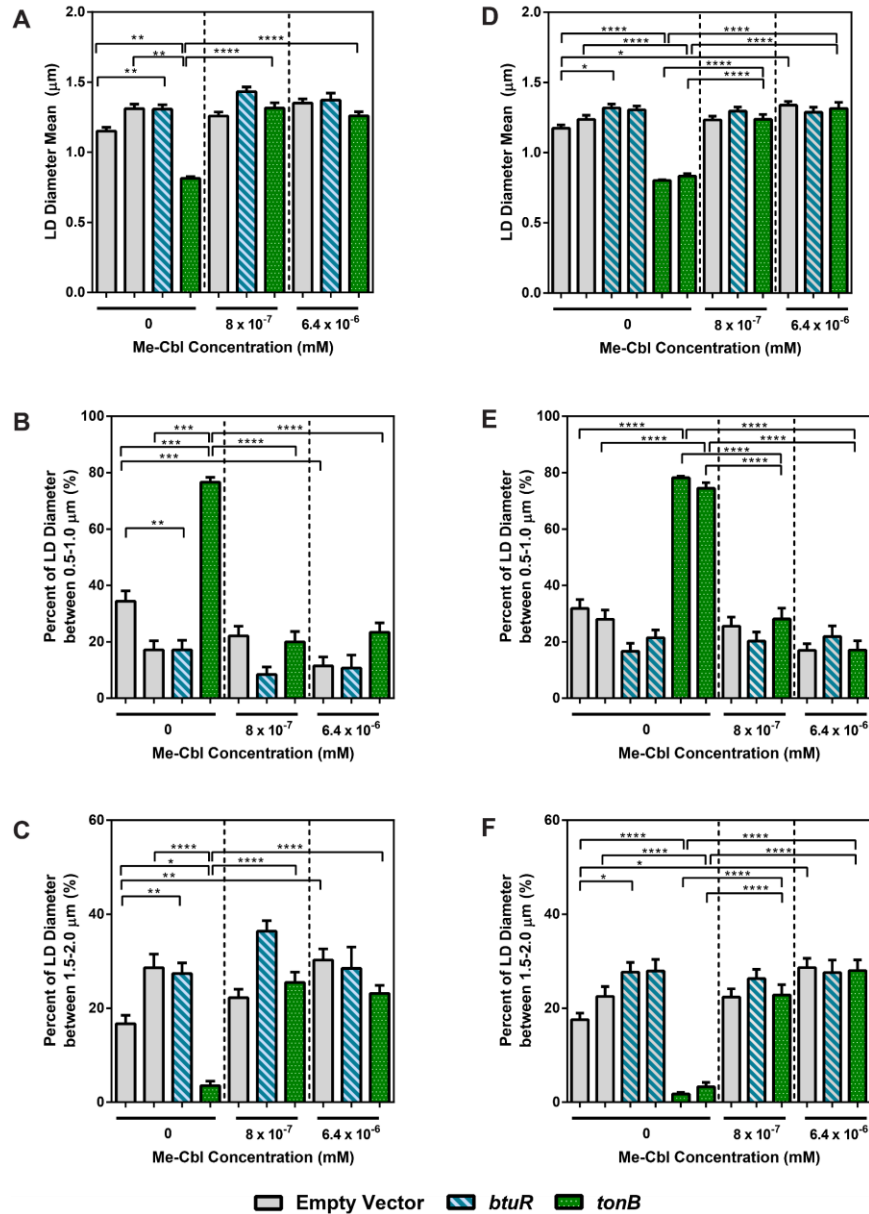 A
LD Diameter Mean (μm)
2.0
1.5
1.0
0.5
0.0
**
****
**
****
**
0
8 x 10⁻⁷
6.4 x 10⁻⁶
Me-Cbl Concentration (mM)
D
LD Diameter Mean (μm)
2.0
1.5
1.0
0.5
0.0
****
****
****
****
*
****
*
****
0
8 x 10⁻⁷
6.4 x 10⁻⁶
Me-Cbl Concentration (mM)
B
Percent of LD Diameter
between 0.5-1.0 μm (%)
100
80
60
40
20
0
***
****
***
****
***
**
0
8 x 10⁻⁷
6.4 x 10⁻⁶
Me-Cbl Concentration (mM)
E
Percent of LD Diameter
between 0.5-1.0 μm (%)
100
80
60
40
20
0
****
****
****
****
****
****
0
8 x 10⁻⁷
6.4 x 10⁻⁶
Me-Cbl Concentration (mM)
C
Percent of LD Diameter
between 1.5-2.0 μm (%)
60
40
20
0
****
****
*
****
**
**
0
8 x 10⁻⁷
6.4 x 10⁻⁶
Me-Cbl Concentration (mM)
F
Percent of LD Diameter
between 1.5-2.0 μm (%)
60
40
20
0
****
****
****
****
*
****
*
****
0
8 x 10⁻⁷
6.4 x 10⁻⁶
Me-Cbl Concentration (mM)
Empty Vector btuR tonB